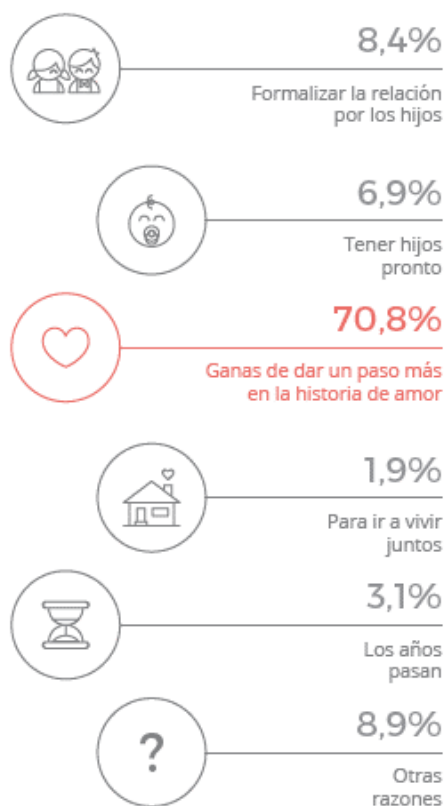 8,4%
Formalizar la relación
por los hijos
6,9%
Tener hijos
pronto
70,8%
Ganas de dar un paso más
en la historia de amor
1,9%
Para ir a vivir
juntos
3,1%
Los años
pasan
?
8,9%
Otras
razones